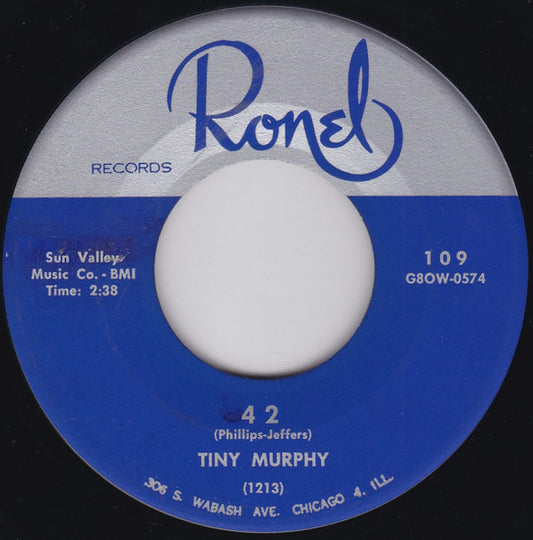 Ronel
RECORDS
Sun Valley
Music Co. - BMI
Time: 2:38
109
G8OW-0574
42
(Phillips-Jeffers)
TINY MURPHY
(1213)
306 S. WABASH AVE. CHICAGO 4, ILL.